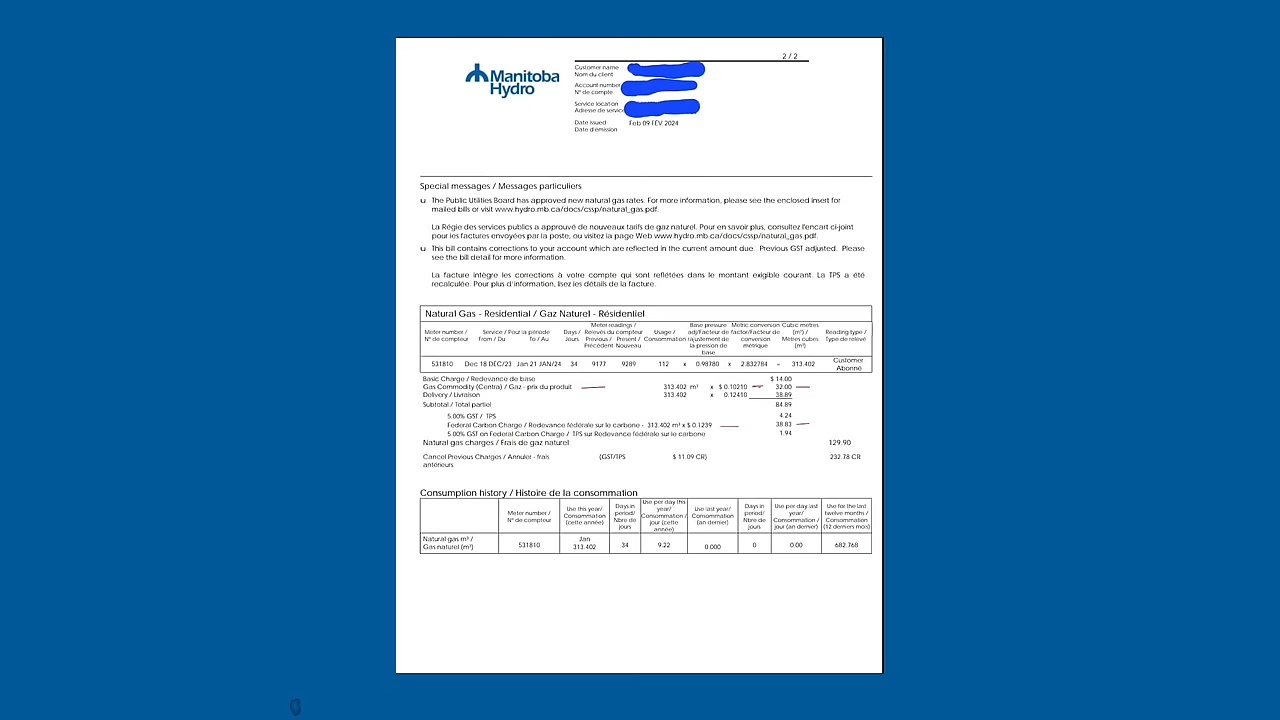 2 / 2
Manitoba
Hydro
Customer name
Nom du client
Account number
N° de compte
Service location
Adresse de service
Date issued Feb 09 FEV 2024
Date d'émission
Special messages / Messages particuliers
u The Public Utilities Board has approved new natural gas rates. For more information, please see the enclosed insert for
mailed bills or visit www.hydro.mb.ca/docs/cssp/natural_gas.pdf.
La Régie des services publics a approuvé de nouveaux tarifs de gaz naturel. Pour en savoir plus, consultez l'encart ci-joint
pour les factures envoyées par la poste, ou visitez la page Web www.hydro.mb.ca/docs/cssp/natural_gas.pdf.
u This bill contains corrections to your account which are reflected in the current amount due. Previous GST adjusted. Please
see the bill detail for more information.
La facture intègre les corrections à votre compte qui sont reflétées dans le montant exigible courant. La TPS a été
recalculée. Pour plus d'information, lisez les détails de la facture.
Natural Gas - Residential / Gaz Naturel - Résidentiel
Meter number / N° de compteur
Service / Pour la période From / Du To / Au
Days / Jours
Meter readings / Relevés du compteur Previous / Précédent Present / Nouveau
Usage / Consommation
Base pressure adj/Facteur de rajustement de la pression de base
Metric conversion factor/Facteur de conversion métrique
Cubic metres (m³) / Mètres cubes (m³)
Reading type / Type de relevé
531810 Dec 18 DEC/23 Jan 21 JAN/24 34 9177 9289 112 x 0.98780 x 2.832784 = 313.402 Customer Abonné
Basic Charge / Redevance de base $ 14.00
Gas Commodity (Centra) / Gaz - prix du produit 313.402 m³ x $ 0.10210 32.00
Delivery / Livraison 313.402 x 0.12410 38.89
Subtotal / Total partiel 84.89
5.00% GST / TPS 4.24
Federal Carbon Charge / Redevance fédérale sur le carbone - 313.402 m³ x $ 0.1239 38.83
5.00% GST on Federal Carbon Charge / TPS sur Redevance fédérale sur le carbone 1.94
Natural gas charges / Frais de gaz naturel 129.90
Cancel Previous Charges / Annuler - frais (GST/TPS $ 11.09 CR) 232.78 CR
antérieurs
Consumption history / Histoire de la consommation
Meter number / N° de compteur
Use this year/ Consommation (cette année)
Days in period/ Nbre de jours
Use per day this year/ Consommation / jour (cette année)
Use last year/ Consommation (an dernier)
Days in period/ Nbre de jours
Use per day last year/ Consommation / jour (an dernier)
Use for the last twelve months / Consommation (12 derniers mois)
Natural gas m³ / Gaz naturel (m³) 531810 Jan 313.402 34 9.22 0.000 0 0.00 682.768